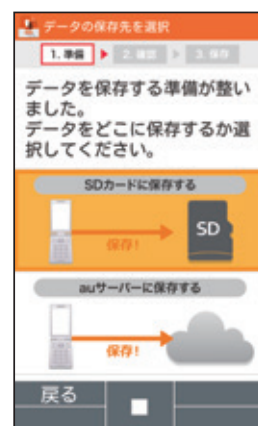 データの保存先を選択
1. 準備 2. 確認 3. 保存
データを保存する準備が整い
ました。
データをどこに保存するか選
択してください。
SDカードに保存する
保存!
SD
auサーバーに保存する
保存!
戻る